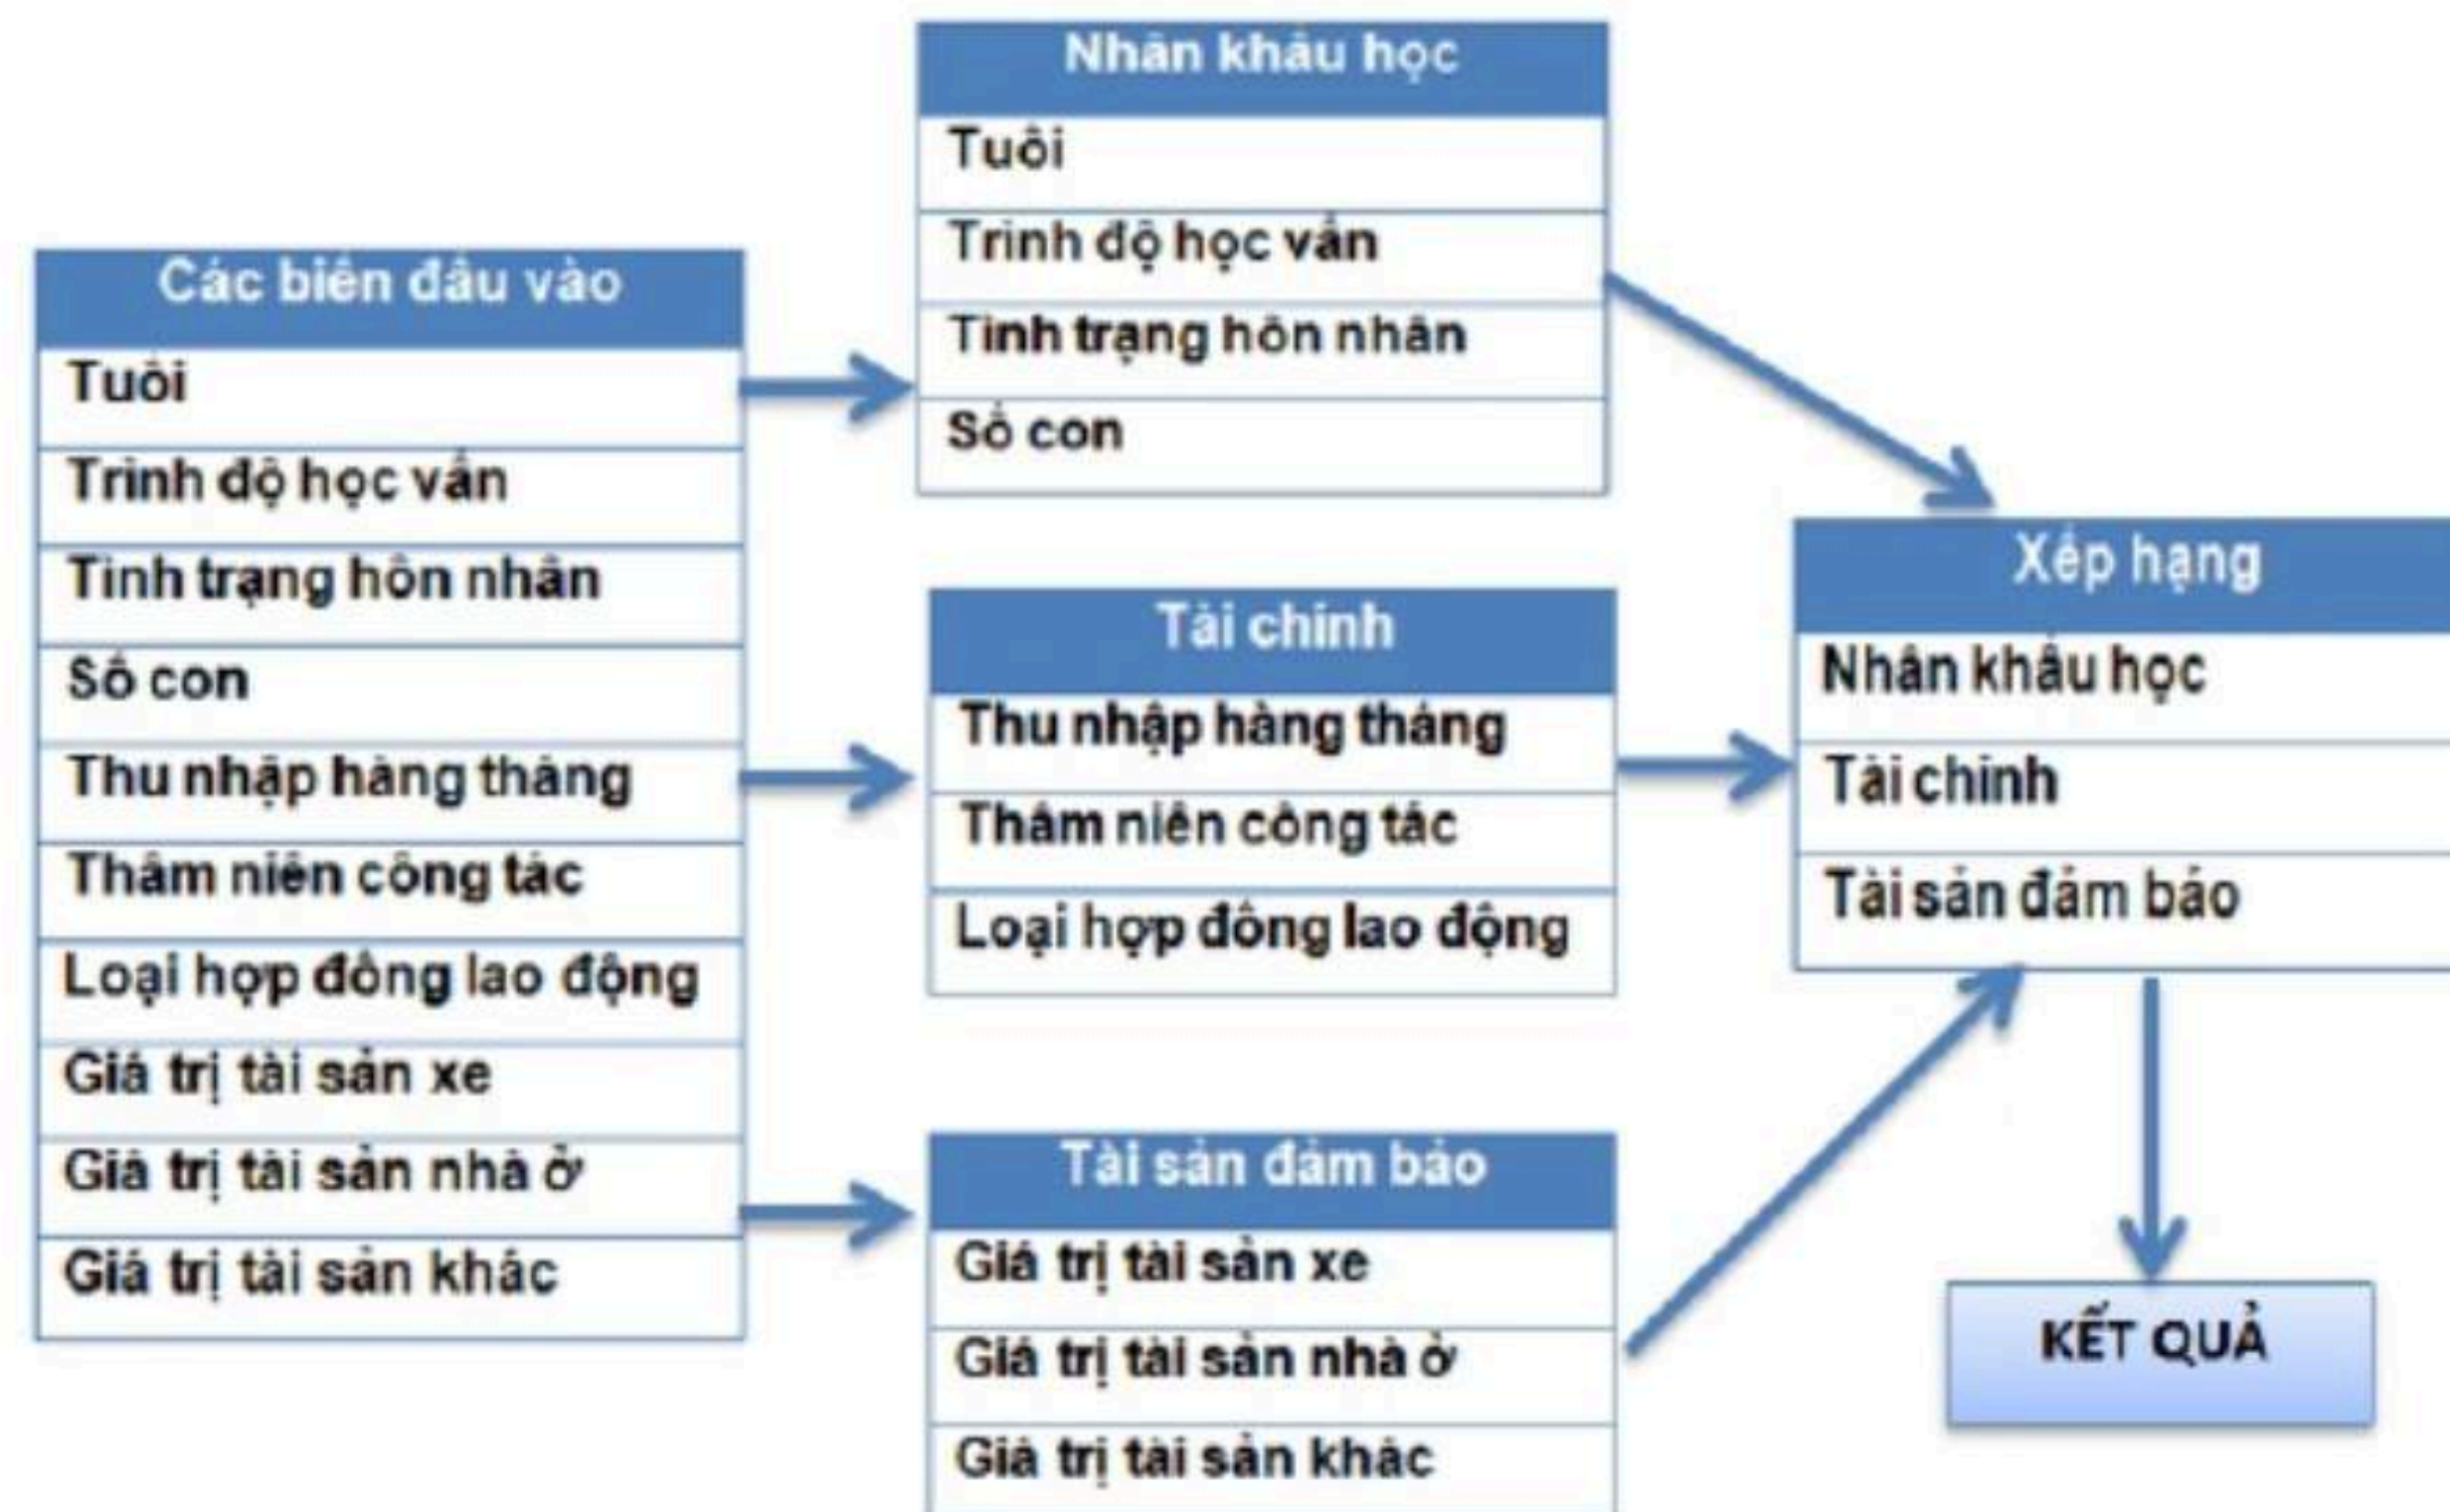 Các biến đầu vào
Tuổi
Trình độ học vấn
Tình trạng hôn nhân
Số con
Thu nhập hàng tháng
Thâm niên công tác
Loại hợp đồng lao động
Giá trị tài sản xe
Giá trị tài sản nhà ở
Giá trị tài sản khác
Nhân khẩu học
Tuổi
Trình độ học vấn
Tình trạng hôn nhân
Số con
Tài chính
Thu nhập hàng tháng
Thâm niên công tác
Loại hợp đồng lao động
Tài sản đảm bảo
Giá trị tài sản xe
Giá trị tài sản nhà ở
Giá trị tài sản khác
Xếp hạng
Nhân khẩu học
Tài chính
Tài sản đảm bảo
KẾT QUẢ